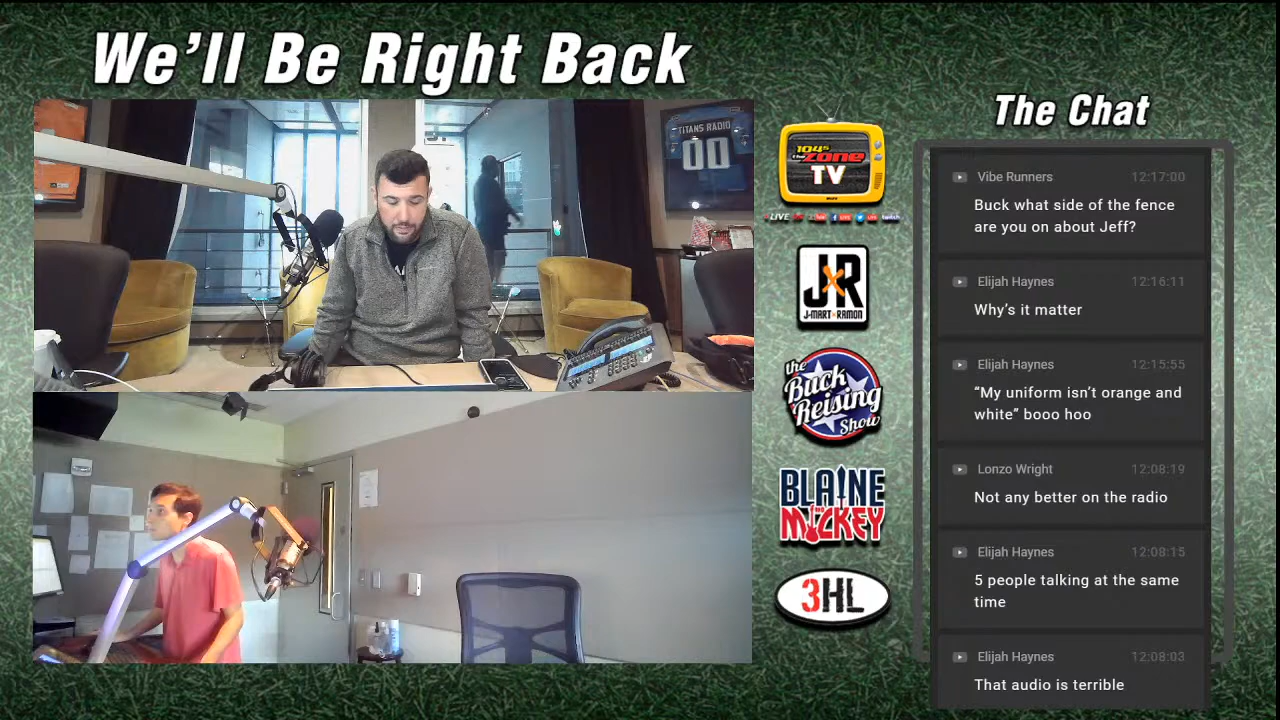 We'll Be Right Back
The Chat
TITANS RADIO
00
104.5
the ZONE
TV
LIVE
JxR
J-MART x RAMON
the
Buck
Reising
Show
BLAINE
AND
MICKEY
3HL
Vibe Runners 12:17:00
Buck what side of the fence
are you on about Jeff?
Elijah Haynes 12:16:11
Why's it matter
Elijah Haynes 12:15:55
“My uniform isn't orange and
white” booo hoo
Lonzo Wright 12:08:19
Not any better on the radio
Elijah Haynes 12:08:15
5 people talking at the same
time
Elijah Haynes 12:08:03
That audio is terrible